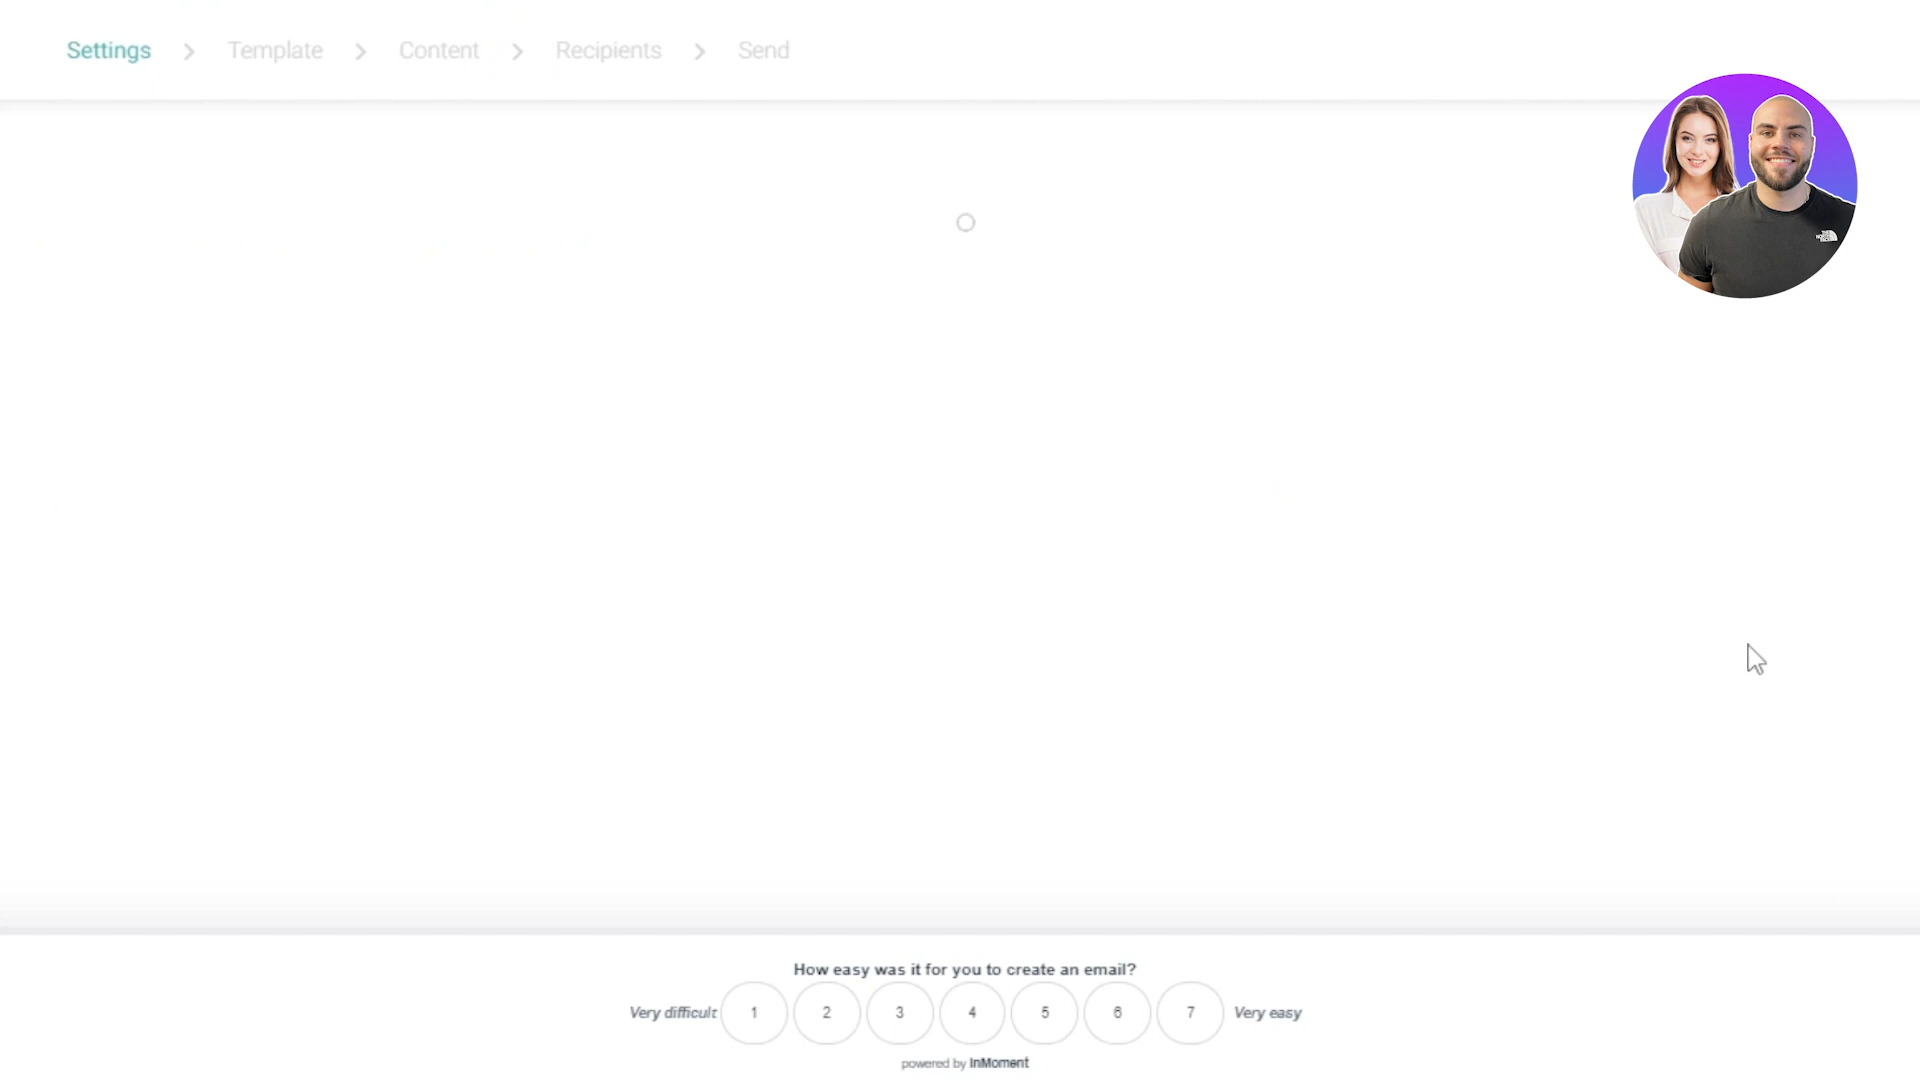 Settings > Template > Content > Recipients > Send
How easy was it for you to create an email?
Very difficult 1 2 3 4 5 6 7 Very easy
powered by InMoment